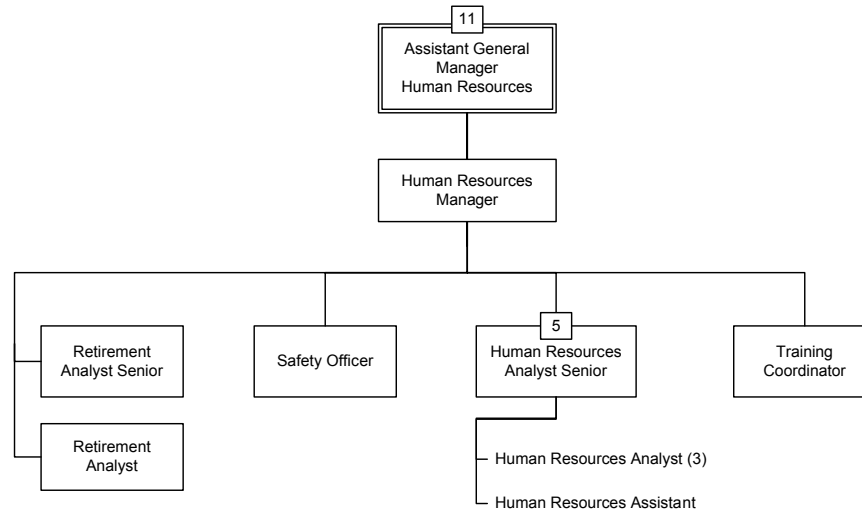 11
Assistant General
Manager
Human Resources
Human Resources
Manager
Retirement
Analyst Senior
Safety Officer
5
Human Resources
Analyst Senior
Training
Coordinator
Retirement
Analyst
Human Resources Analyst (3)
Human Resources Assistant